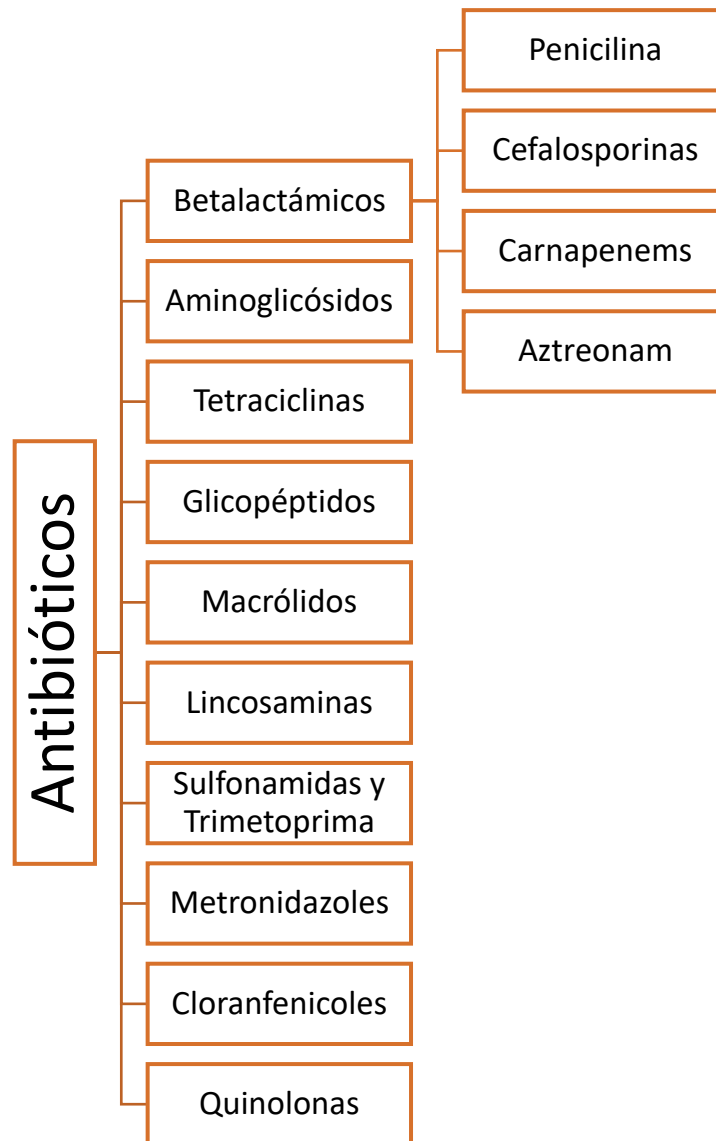 Antibióticos
Betalactámicos
Penicilina
Cefalosporinas
Carnapenems
Aztreonam
Aminoglicósidos
Tetraciclinas
Glicopéptidos
Macrólidos
Lincosaminas
Sulfonamidas y
Trimetoprima
Metronidazoles
Cloranfenicoles
Quinolonas